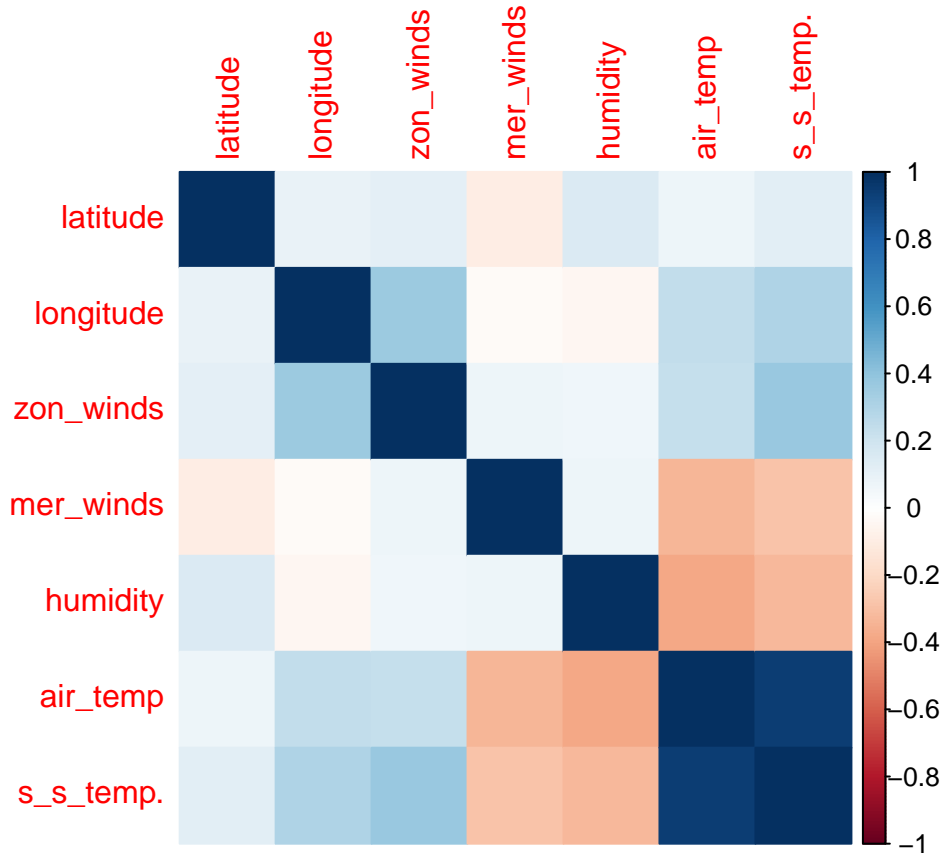 latitude
longitude
zon_winds
mer_winds
humidity
air_temp
s_s_temp.
latitude
longitude
zon_winds
mer_winds
humidity
air_temp
s_s_temp.
1
0.8
0.6
0.4
0.2
0
−0.2
−0.4
−0.6
−0.8
−1